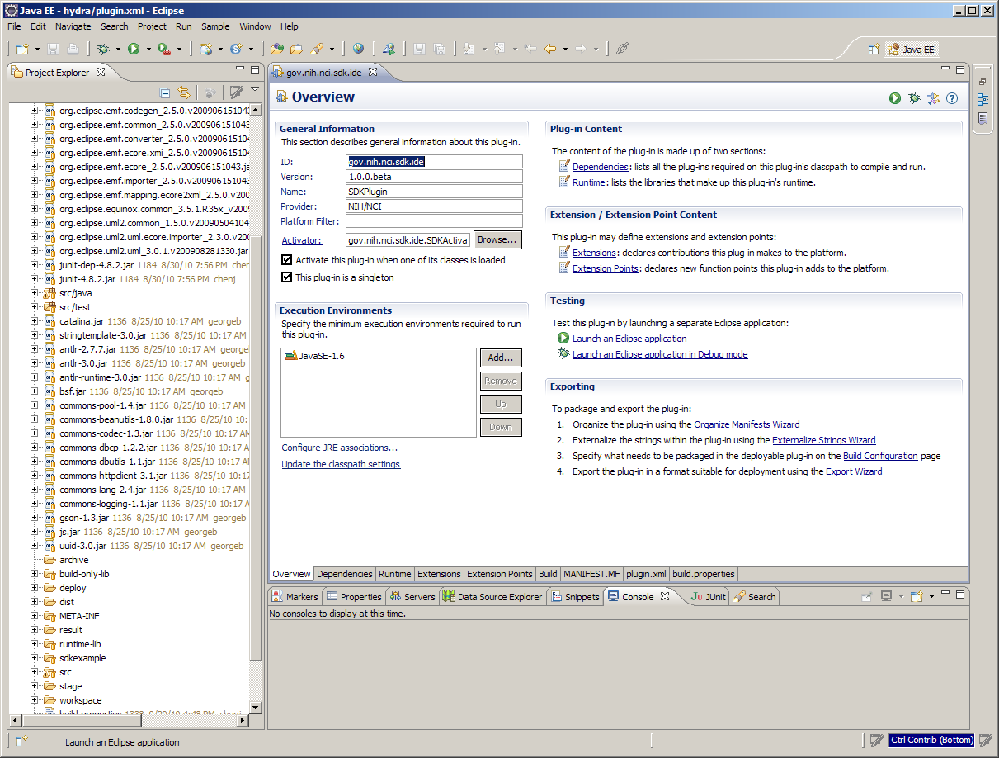 Java EE - hydra/plugin.xml - Eclipse
File Edit Navigate Search Project Run Sample Window Help
Java EE
Project Explorer
org.eclipse.emf.codegen_2.5.0.v200906151043
org.eclipse.emf.common_2.5.0.v200906151043
org.eclipse.emf.converter_2.5.0.v2009061510
org.eclipse.emf.ecore.xmi_2.5.0.v200906151043
org.eclipse.emf.ecore_2.5.0.v200906151043.ja
org.eclipse.emf.importer_2.5.0.v200906151043
org.eclipse.emf.mapping.ecore2xml_2.5.0.v200
org.eclipse.equinox.common_3.5.1.R35x_v2009
org.eclipse.uml2.common_1.5.0.v20090504104
org.eclipse.uml2.uml.ecore.importer_2.3.0.v200
org.eclipse.uml2.uml_3.0.1.v200908281330.jar
junit-dep-4.8.2.jar 1184 8/30/10 7:56 PM chen
junit-4.8.2.jar 1184 8/30/10 7:56 PM chenj
src/java
src/test
catalina.jar 1136 8/25/10 10:17 AM georgeb
stringtemplate-3.0.jar 1136 8/25/10 10:17 AM
antlr-2.7.7.jar 1136 8/25/10 10:17 AM george
antlr-3.0.jar 1136 8/25/10 10:17 AM georgeb
antlr-runtime-3.0.jar 1136 8/25/10 10:17 AM g
bsf.jar 1136 8/25/10 10:17 AM georgeb
commons-pool-1.4.jar 1136 8/25/10 10:17 AM
commons-beanutils-1.8.0.jar 1136 8/25/10 10:
commons-codec-1.3.jar 1136 8/25/10 10:17 AM
commons-dbcp-1.2.2.jar 1136 8/25/10 10:17 AM
commons-dbutils-1.1.jar 1136 8/25/10 10:17 AM
commons-httpclient-3.1.jar 1136 8/25/10 10:17
commons-lang-2.4.jar 1136 8/25/10 10:17 AM
commons-logging-1.1.jar 1136 8/25/10 10:17 A
gson-1.3.jar 1136 8/25/10 10:17 AM georgeb
js.jar 1136 8/25/10 10:17 AM georgeb
uuid-3.0.jar 1136 8/25/10 10:17 AM georgeb
archive
build-only-lib
deploy
dist
META-INF
result
runtime-lib
sdkexample
src
stage
workspace
build.properties 1338 9/20/10 4:48 PM chenj
gov.nih.nci.sdk.ide
Overview
General Information
This section describes general information about this plug-in.
ID: gov.nih.nci.sdk.ide
Version: 1.0.0.beta
Name: SDKPlugin
Provider: NIH/NCI
Platform Filter:
Activator: gov.nih.nci.sdk.ide.SDKActiva Browse...
Activate this plug-in when one of its classes is loaded
This plug-in is a singleton
Execution Environments
Specify the minimum execution environments required to run
this plug-in.
JavaSE-1.6
Add...
Remove
Up
Down
Configure JRE associations...
Update the classpath settings
Plug-in Content
The content of the plug-in is made up of two sections:
Dependencies: lists all the plug-ins required on this plug-in's classpath to compile and run.
Runtime: lists the libraries that make up this plug-in's runtime.
Extension / Extension Point Content
This plug-in may define extensions and extension points:
Extensions: declares contributions this plug-in makes to the platform.
Extension Points: declares new function points this plug-in adds to the platform.
Testing
Test this plug-in by launching a separate Eclipse application:
Launch an Eclipse application
Launch an Eclipse application in Debug mode
Exporting
To package and export the plug-in:
1. Organize the plug-in using the Organize Manifests Wizard
2. Externalize the strings within the plug-in using the Externalize Strings Wizard
3. Specify what needs to be packaged in the deployable plug-in on the Build Configuration page
4. Export the plug-in in a format suitable for deployment using the Export Wizard
Overview Dependencies Runtime Extensions Extension Points Build MANIFEST.MF plugin.xml build.properties
Markers Properties Servers Data Source Explorer Snippets Console JUnit Search
No consoles to display at this time.
Launch an Eclipse application
Ctrl Contrib (Bottom)